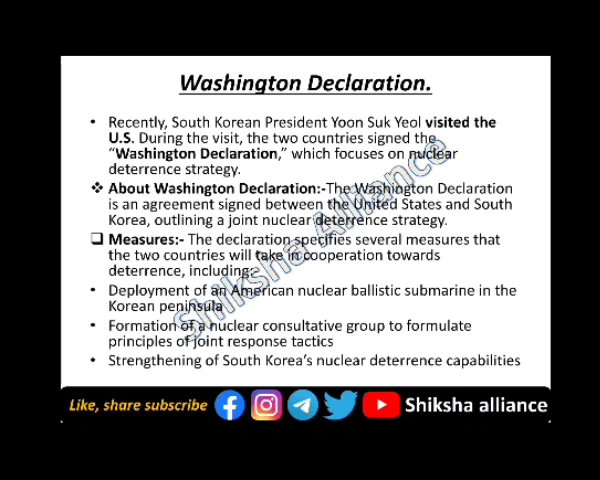 Washington Declaration.
• Recently, South Korean President Yoon Suk Yeol visited the
U.S. During the visit, the two countries signed the
“Washington Declaration,” which focuses on nuclear
deterrence strategy.
❖ About Washington Declaration:-The Washington Declaration
is an agreement signed between the United States and South
Korea, outlining a joint nuclear deterrence strategy.
❑ Measures:- The declaration specifies several measures that
the two countries will take in cooperation towards
deterrence, including:-
• Deployment of an American nuclear ballistic submarine in the
Korean peninsula
• Formation of a nuclear consultative group to formulate
principles of joint response tactics
• Strengthening of South Korea’s nuclear deterrence capabilities
Shiksha Alliance
Like, share subscribe
Shiksha alliance